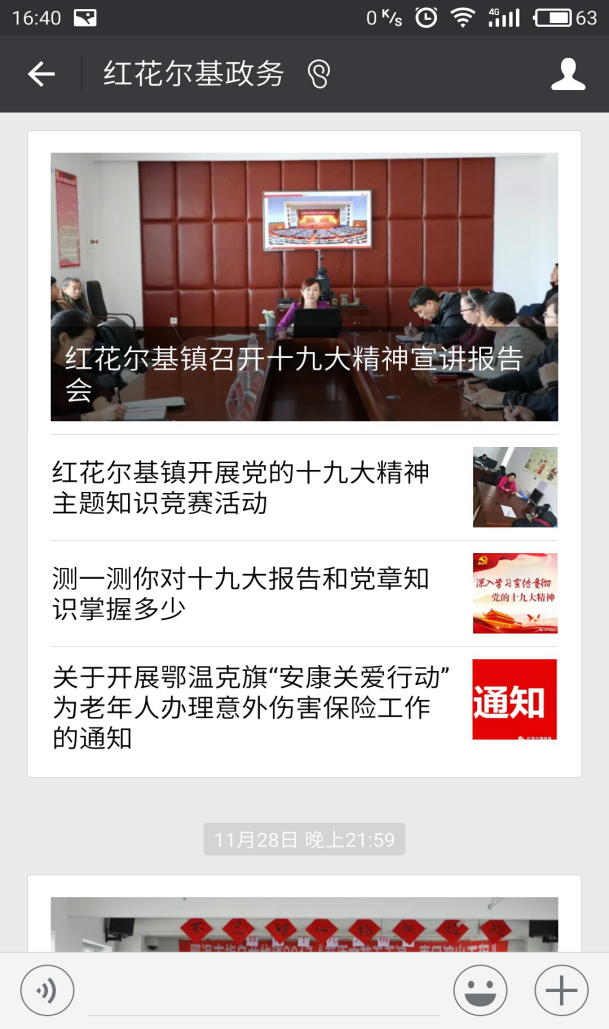 16:40
0 K/s
4G
63
红花尔基政务
红花尔基镇召开十九大精神宣讲报告
会
红花尔基镇开展党的十九大精神
主题知识竞赛活动
测一测你对十九大报告和党章知
识掌握多少
深入学习宣传贯彻
党的十九大精神
关于开展鄂温克旗“安康关爱行动”
为老年人办理意外伤害保险工作
的通知
通知
11月28日 晚上21:59